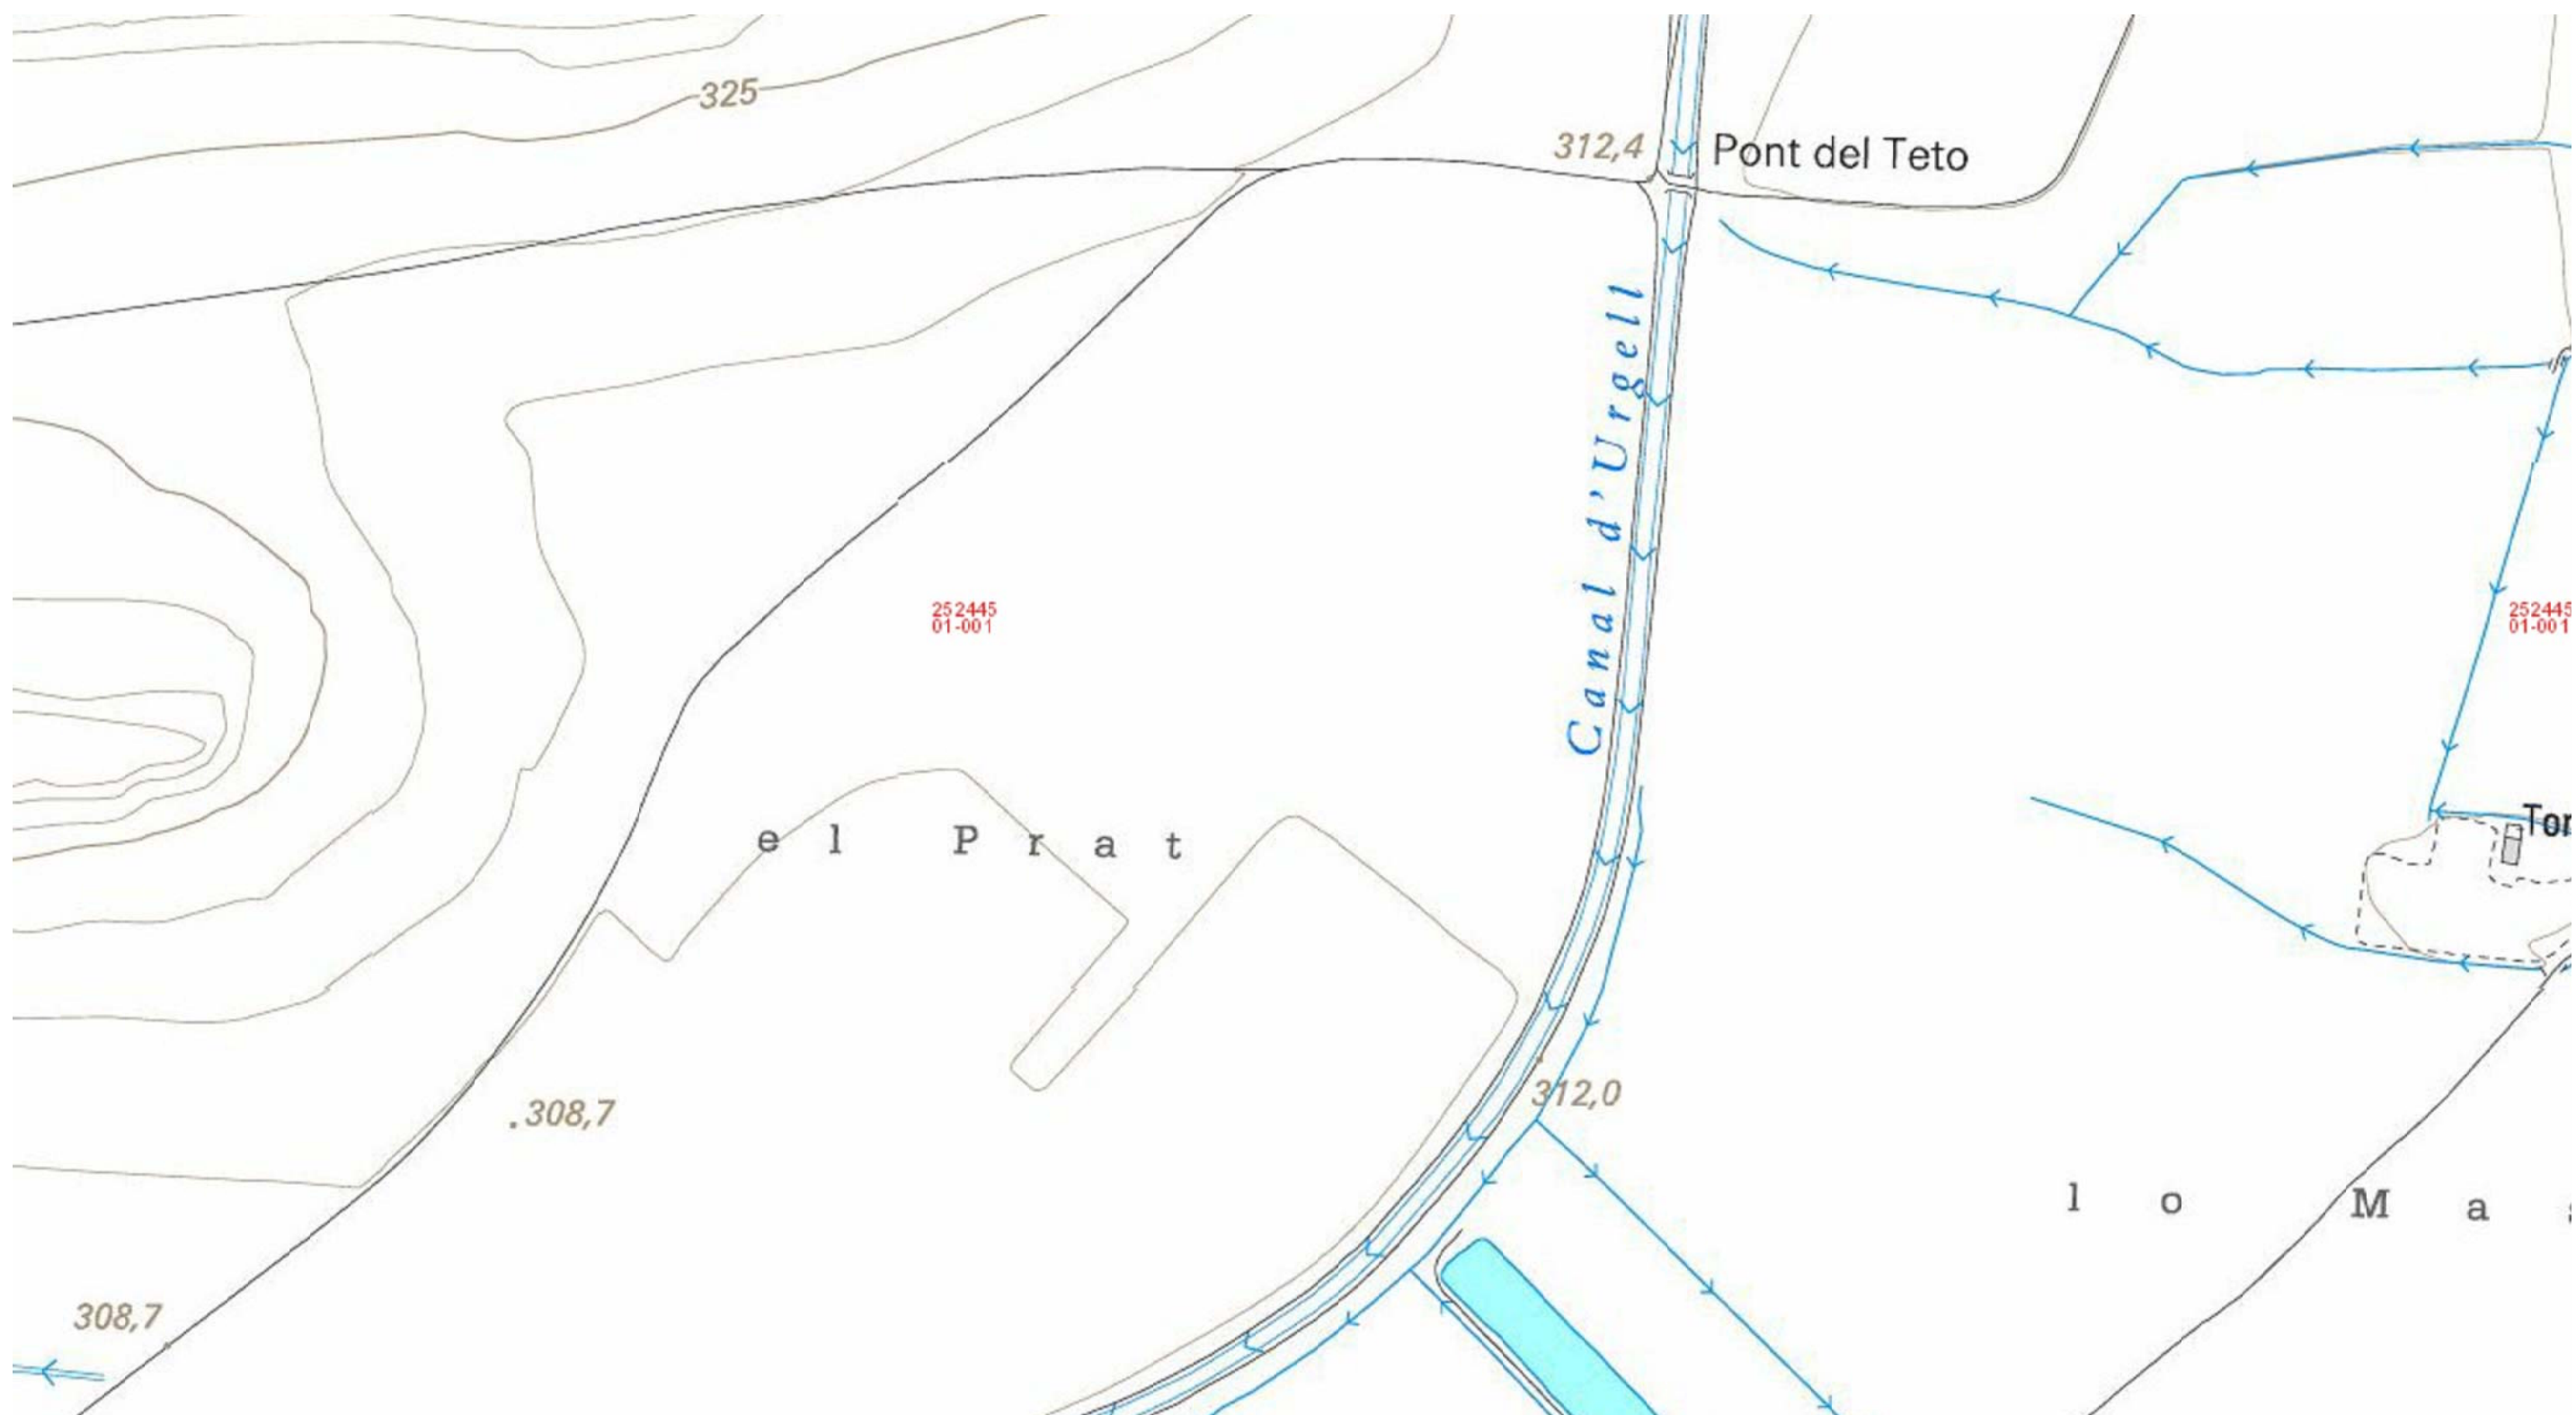 325
312,4
Pont del Teto
Canal d'Urgell
252445
01-001
252445
01-001
el Prat
Tor
312,0
308,7
lo Mas
308,7